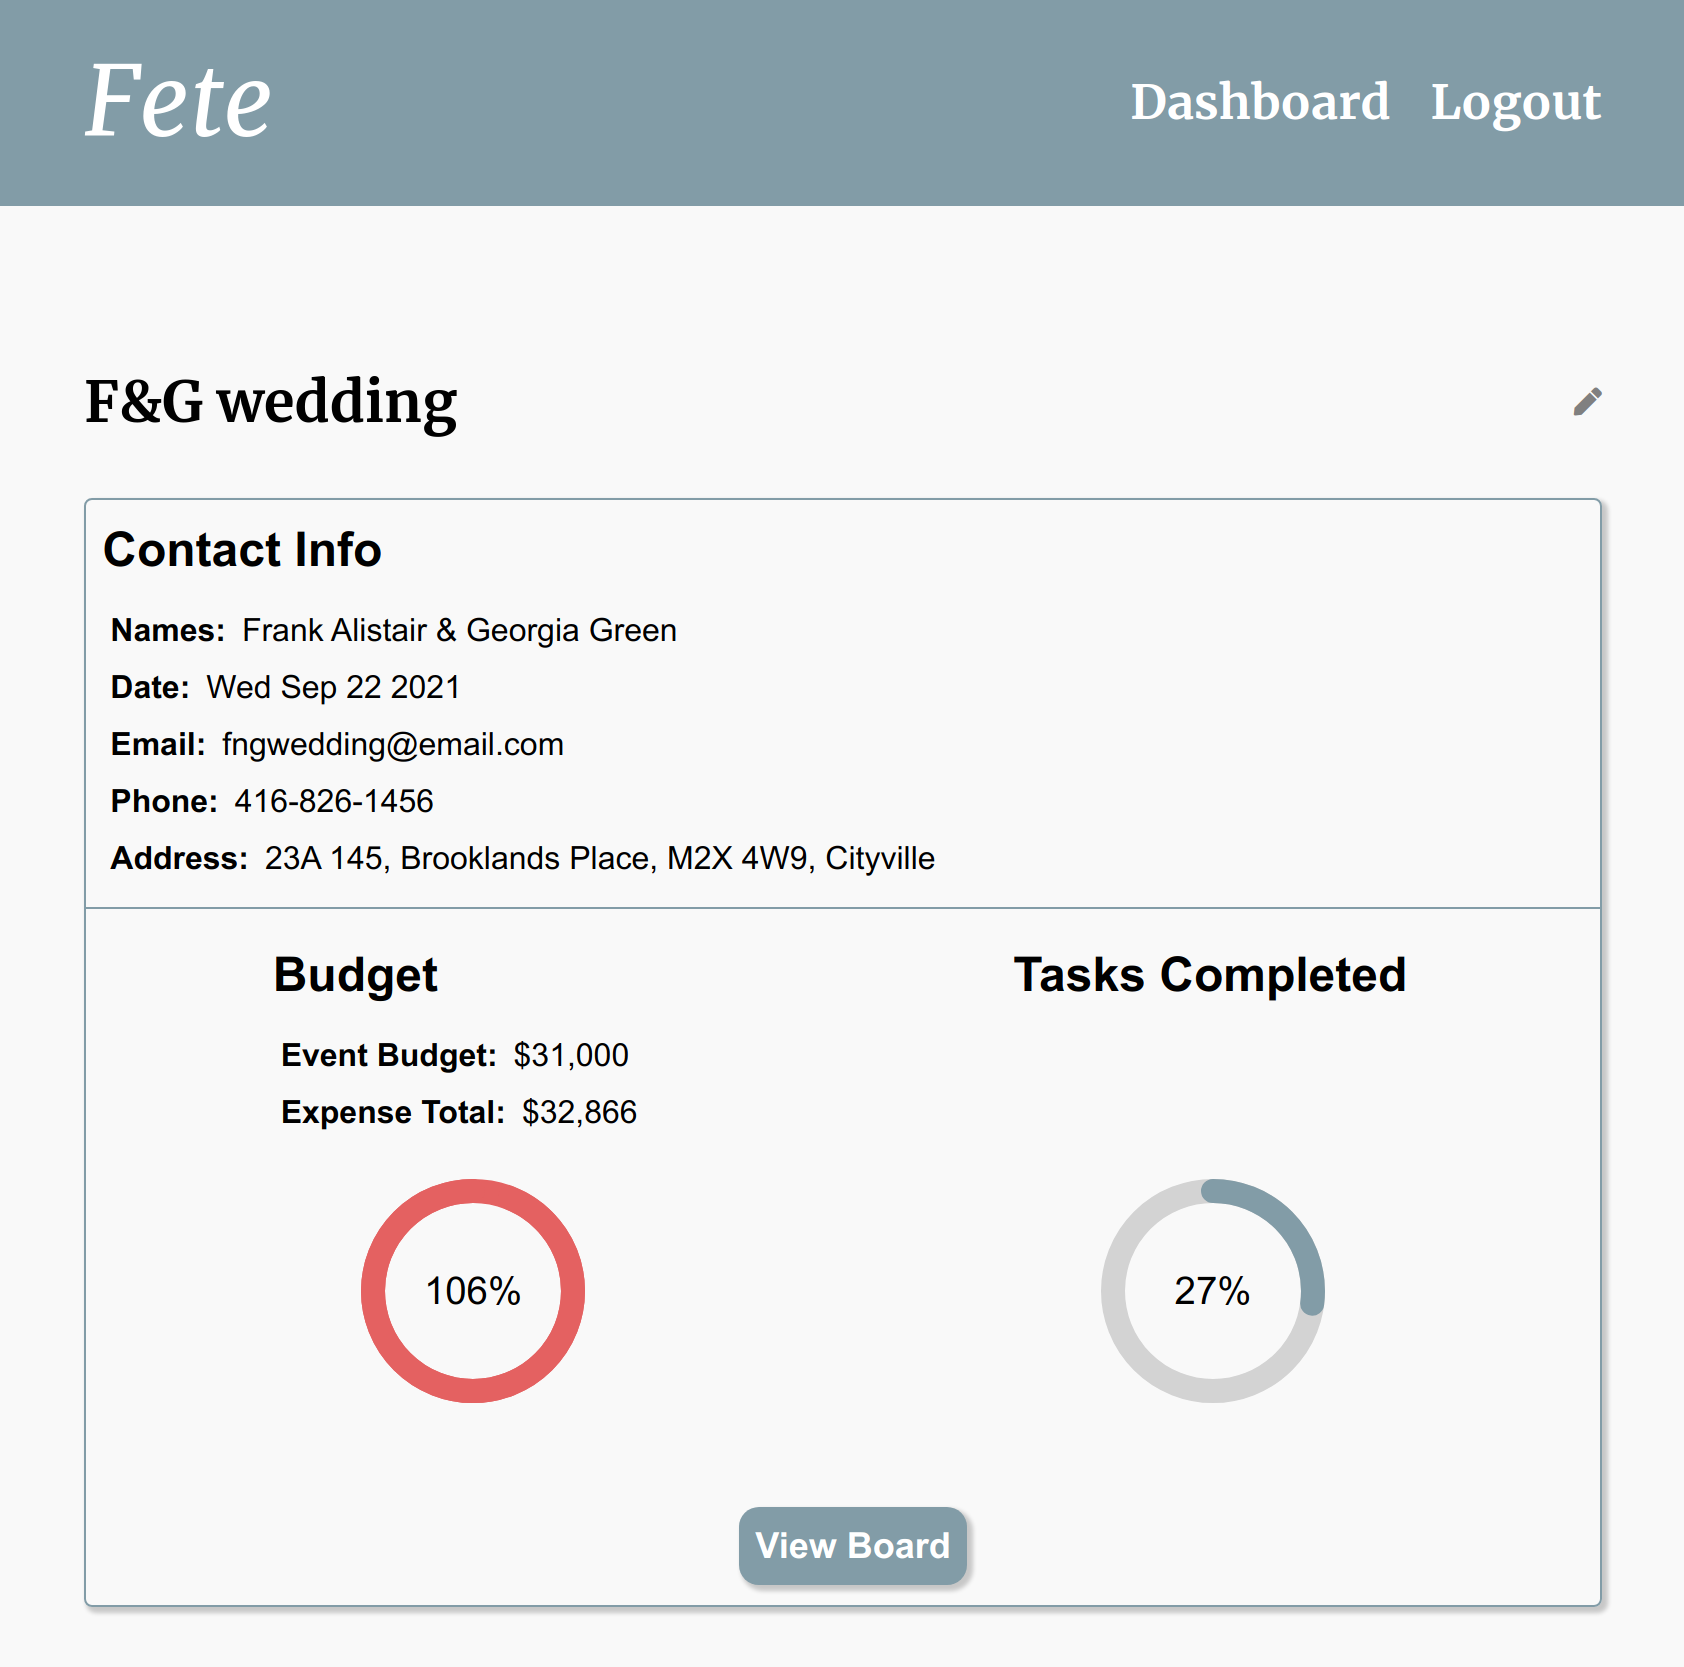 Fete
Dashboard Logout
F&G wedding
Contact Info
Names: Frank Alistair & Georgia Green
Date: Wed Sep 22 2021
Email: fngwedding@email.com
Phone: 416-826-1456
Address: 23A 145, Brooklands Place, M2X 4W9, Cityville
Budget
Event Budget: $31,000
Expense Total: $32,866
106%
Tasks Completed
27%
View Board